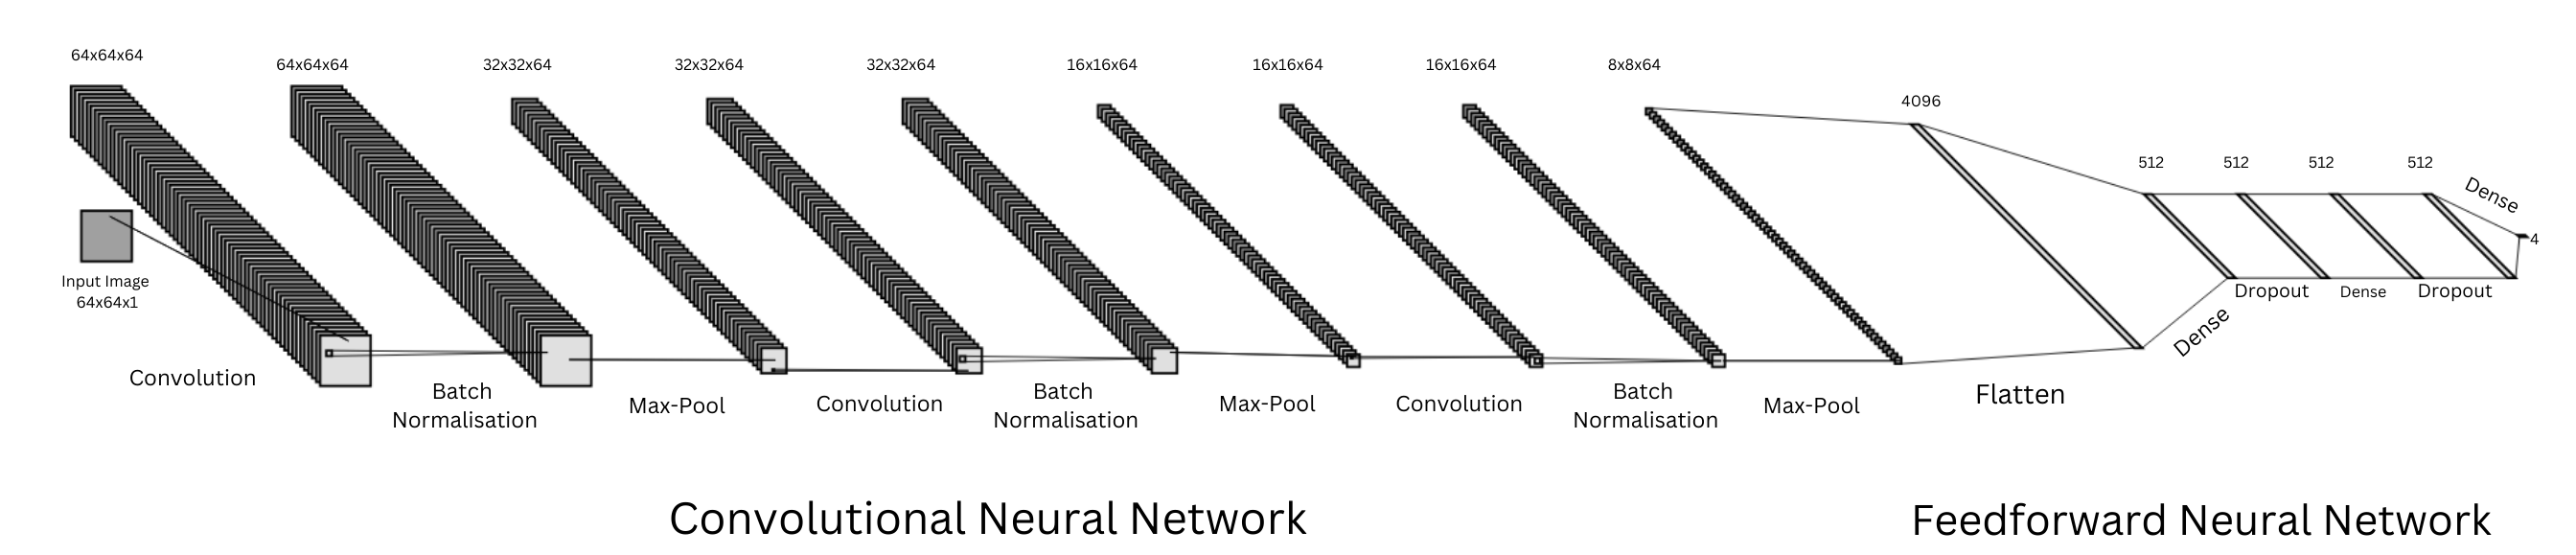 64x64x64
64x64x64
32x32x64
32x32x64
32x32x64
16x16x64
16x16x64
16x16x64
8x8x64
4096
512
512
512
512
Dense
4
Input Image
64x64x1
Convolution
Batch
Normalisation
Max-Pool
Convolution
Batch
Normalisation
Max-Pool
Convolution
Batch
Normalisation
Max-Pool
Flatten
Dense
Dropout
Dense
Dropout
Convolutional Neural Network
Feedforward Neural Network